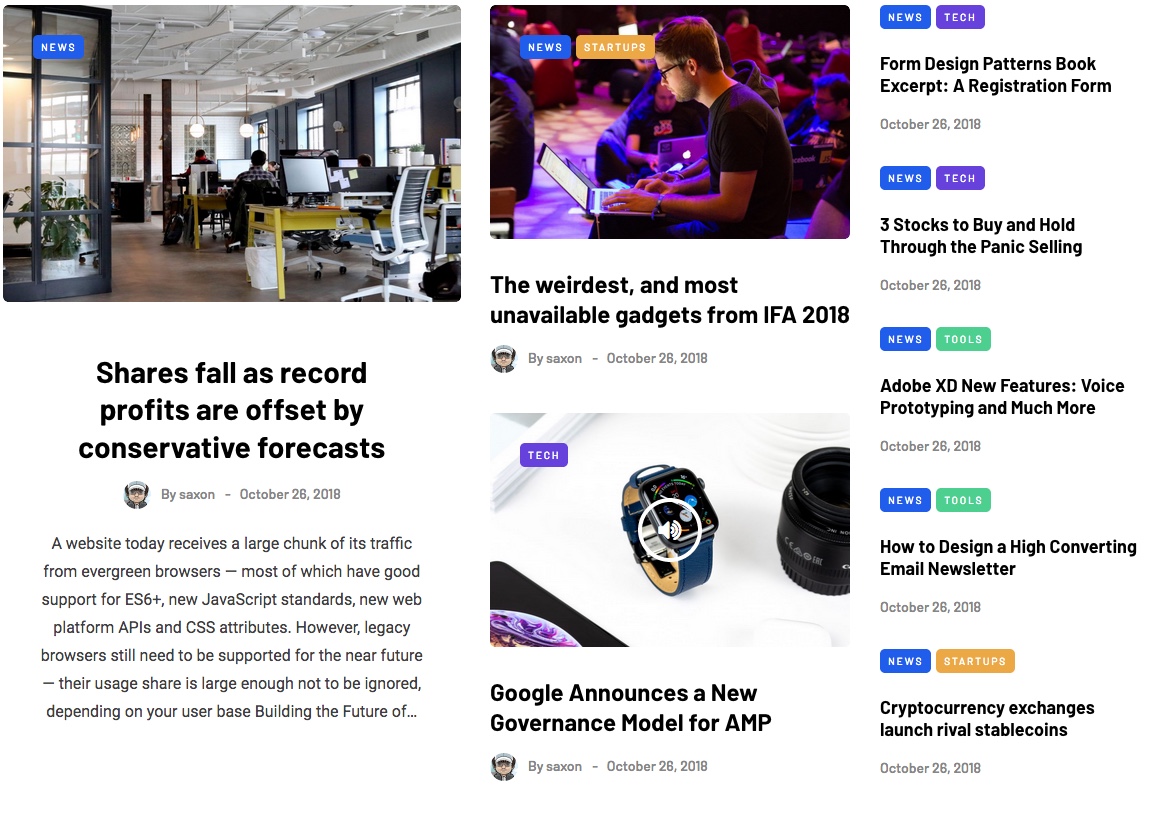 NEWS
Shares fall as record
profits are offset by
conservative forecasts
By saxon - October 26, 2018
A website today receives a large chunk of its traffic
from evergreen browsers — most of which have good
support for ES6+, new JavaScript standards, new web
platform APIs and CSS attributes. However, legacy
browsers still need to be supported for the near future
— their usage share is large enough not to be ignored,
depending on your user base Building the Future of...
NEWS STARTUPS
The weirdest, and most
unavailable gadgets from IFA 2018
By saxon - October 26, 2018
TECH
Google Announces a New
Governance Model for AMP
By saxon - October 26, 2018
NEWS TECH
Form Design Patterns Book
Excerpt: A Registration Form
October 26, 2018
NEWS TECH
3 Stocks to Buy and Hold
Through the Panic Selling
October 26, 2018
NEWS TOOLS
Adobe XD New Features: Voice
Prototyping and Much More
October 26, 2018
NEWS TOOLS
How to Design a High Converting
Email Newsletter
October 26, 2018
NEWS STARTUPS
Cryptocurrency exchanges
launch rival stablecoins
October 26, 2018